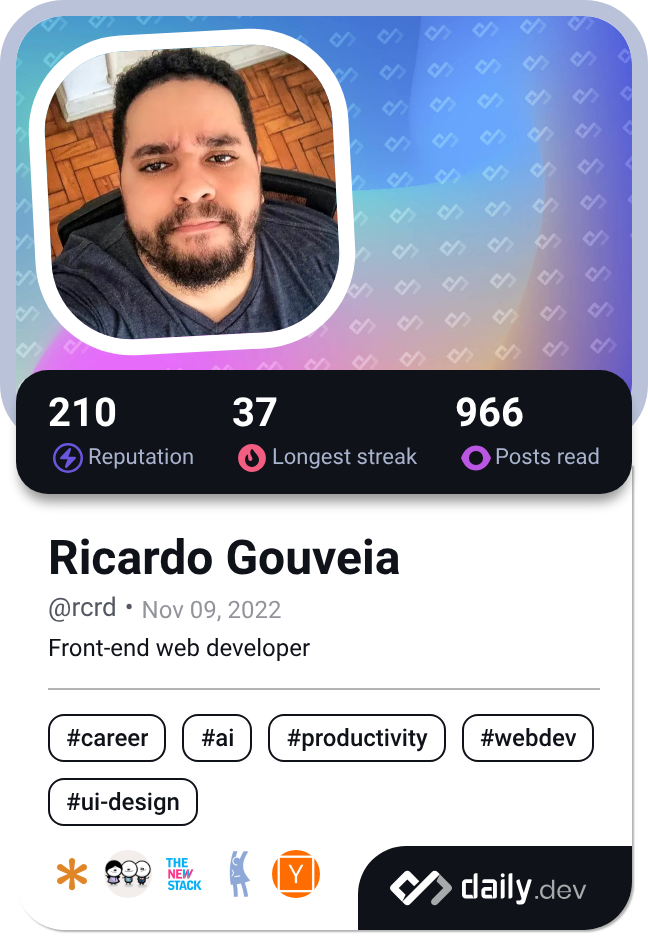 210 37 966
Reputation Longest streak Posts read
Ricardo Gouveia
@rcrd • Nov 09, 2022
Front-end web developer
#career #ai #productivity #webdev
#ui-design
THE
NEW
STACK
Y
daily.dev